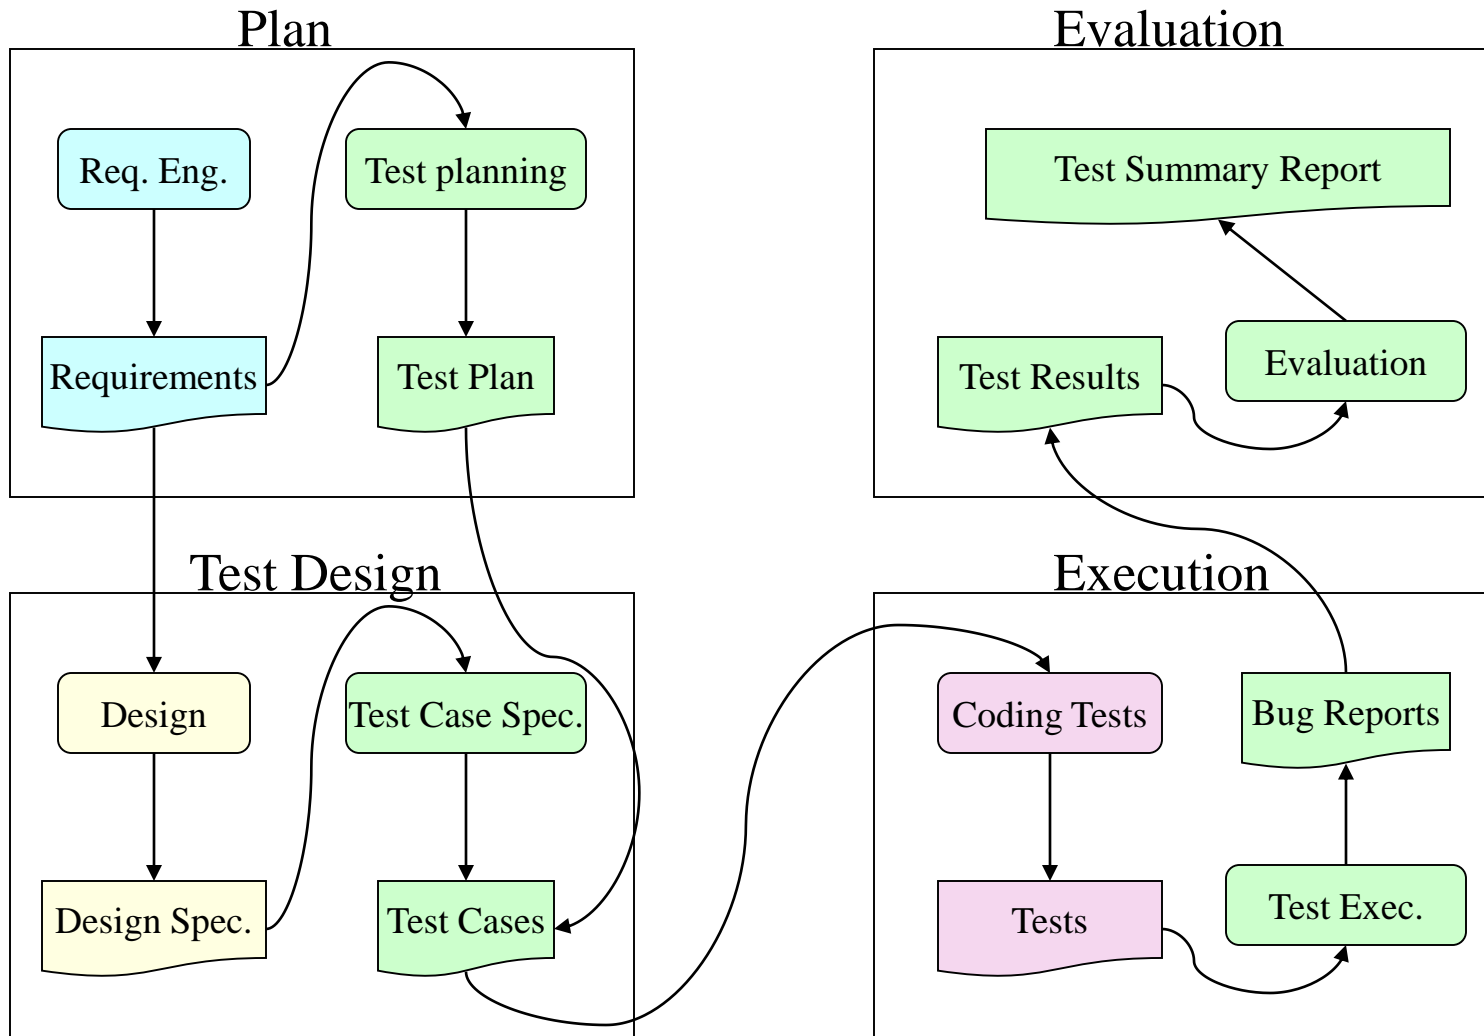 Plan
Req. Eng.
Test planning
Requirements
Test Plan
Evaluation
Test Summary Report
Test Results
Evaluation
Test Design
Design
Test Case Spec.
Design Spec.
Test Cases
Execution
Coding Tests
Bug Reports
Tests
Test Exec.